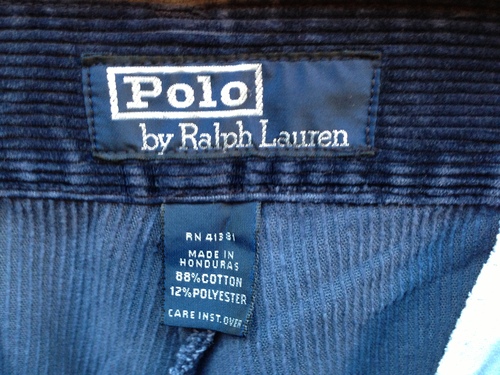 Polo
by Ralph Lauren
RN 41381
MADE IN
HONDURAS
88% COTTON
12% POLYESTER
CARE INST. OVER